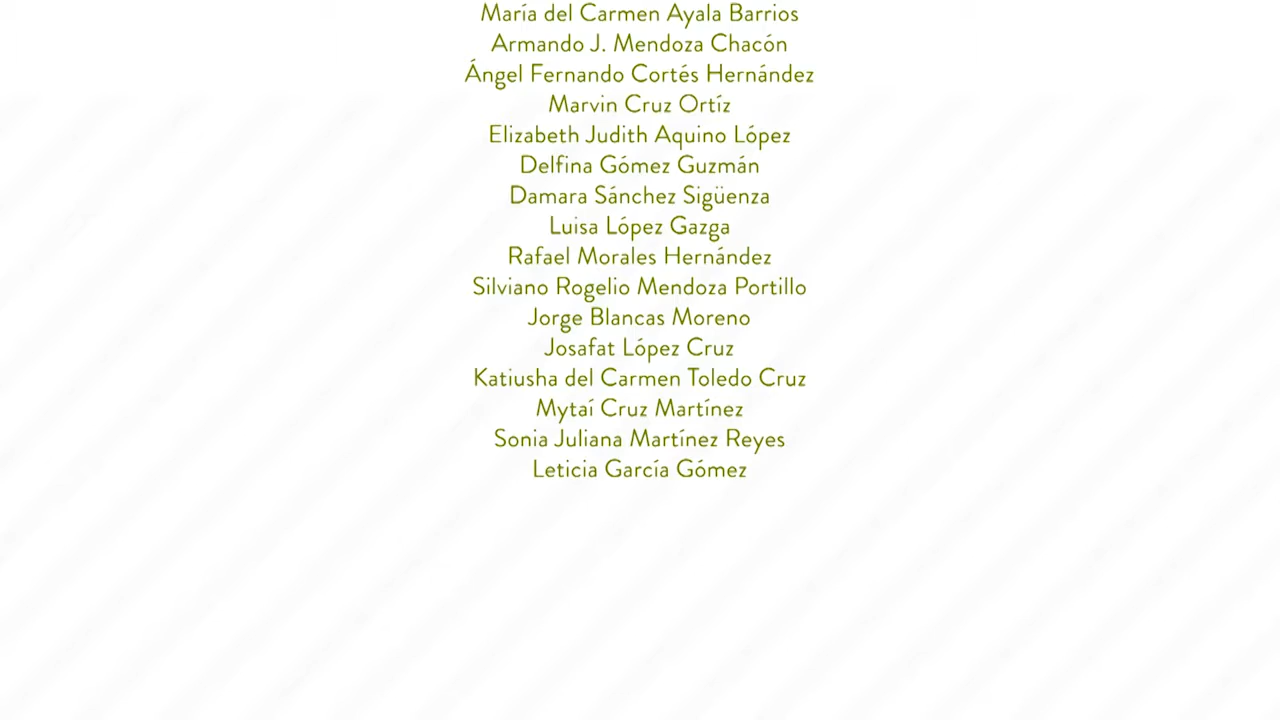 María del Carmen Ayala Barrios
Armando J. Mendoza Chacón
Ángel Fernando Cortés Hernández
Marvin Cruz Ortíz
Elizabeth Judith Aquino López
Delfina Gómez Guzmán
Damara Sánchez Sigüenza
Luisa López Gazga
Rafael Morales Hernández
Silviano Rogelio Mendoza Portillo
Jorge Blancas Moreno
Josafat López Cruz
Katiusha del Carmen Toledo Cruz
Mytaí Cruz Martínez
Sonia Juliana Martínez Reyes
Leticia García Gómez